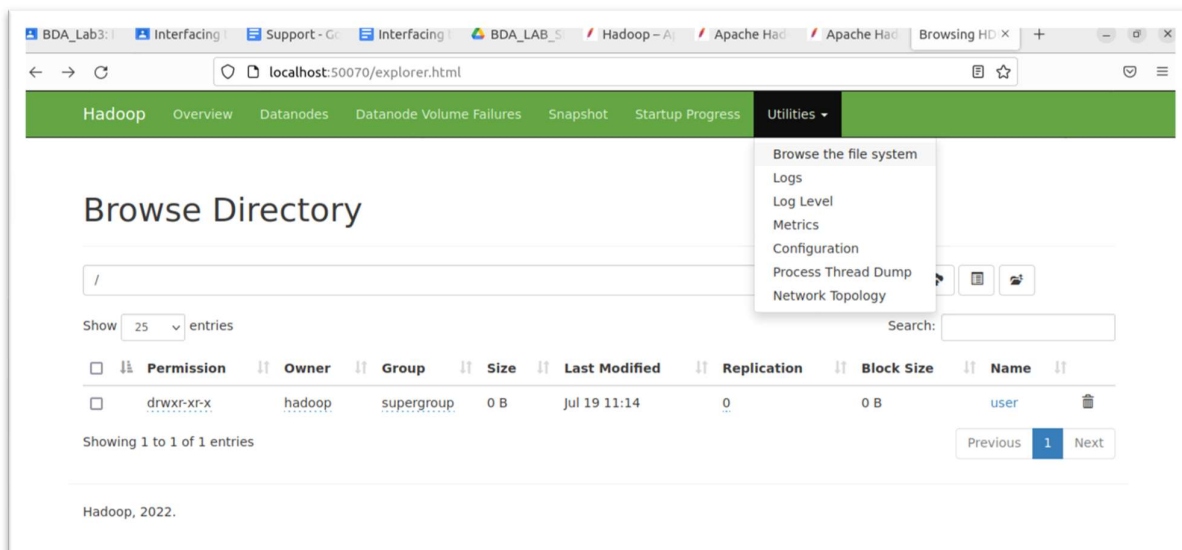 BDA_Lab3: Interfacing Support - Go Interfacing BDA_LAB_S Hadoop – A Apache Had Apache Had Browsing HD × +
localhost:50070/explorer.html
Hadoop Overview Datanodes Datanode Volume Failures Snapshot Startup Progress Utilities
Browse the file system
Logs
Log Level
Metrics
Configuration
Process Thread Dump
Network Topology
Browse Directory
/
Show 25 entries Search:
Permission Owner Group Size Last Modified Replication Block Size Name
drwxr-xr-x hadoop supergroup 0 B Jul 19 11:14 0 0 B user
Showing 1 to 1 of 1 entries Previous 1 Next
Hadoop, 2022.